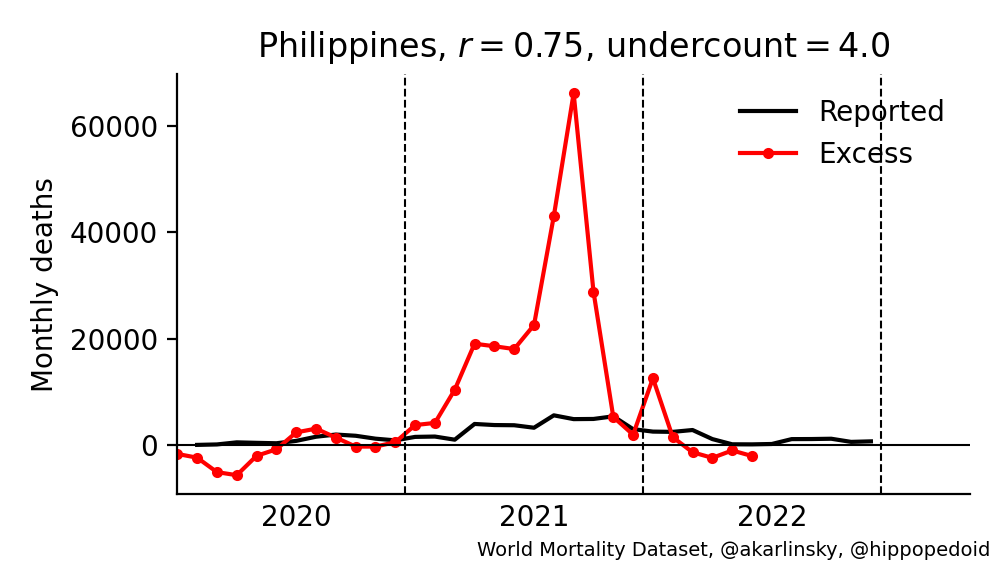 Philippines, r = 0.75, undercount = 4.0
Monthly deaths
60000
40000
20000
0
Reported
Excess
2020 2021 2022
World Mortality Dataset, @akarlinsky, @hippopedoid